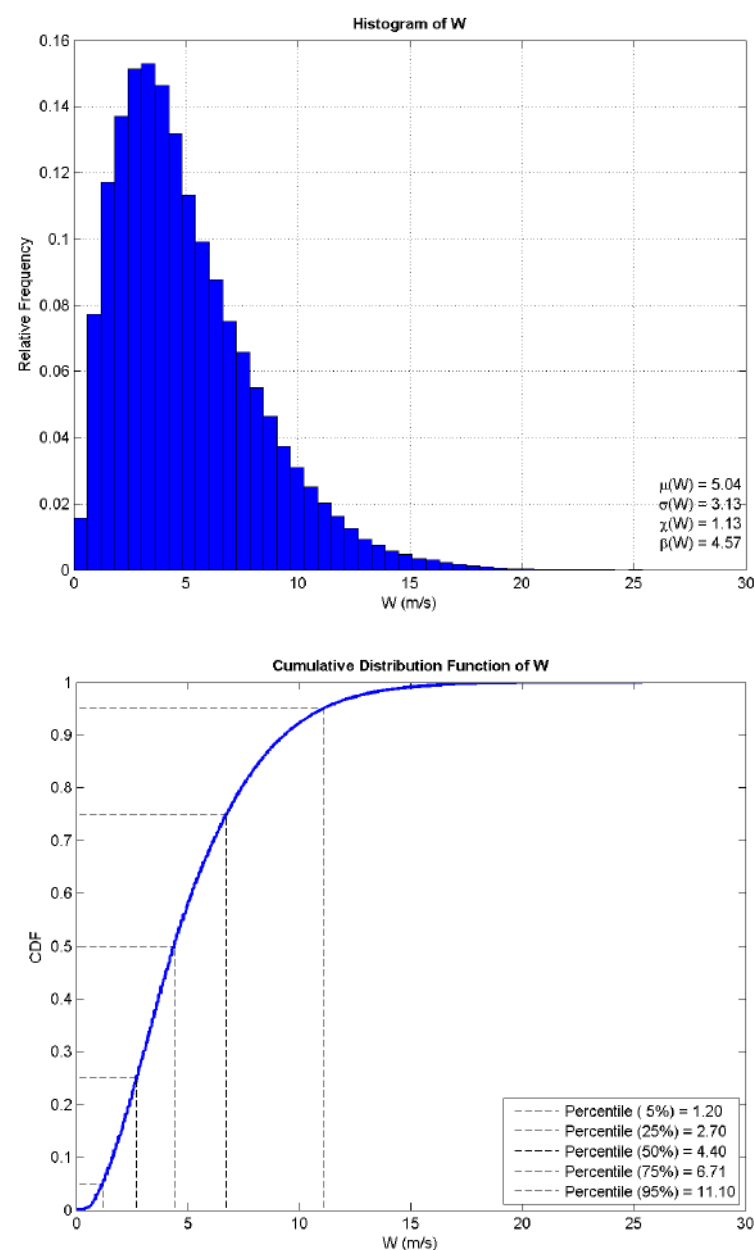 Histogram of W
0.16
0.14
0.12
0.1
0.08
0.06
0.04
0.02
0
Relative Frequency
μ(W) = 5.04
σ(W) = 3.13
χ(W) = 1.13
β(W) = 4.57
0 5 10 15 20 25 30
W (m/s)
Cumulative Distribution Function of W
1
0.9
0.8
0.7
0.6
0.5
0.4
0.3
0.2
0.1
0
CDF
Percentile ( 5%) = 1.20
Percentile (25%) = 2.70
Percentile (50%) = 4.40
Percentile (75%) = 6.71
Percentile (95%) = 11.10
0 5 10 15 20 25 30
W (m/s)